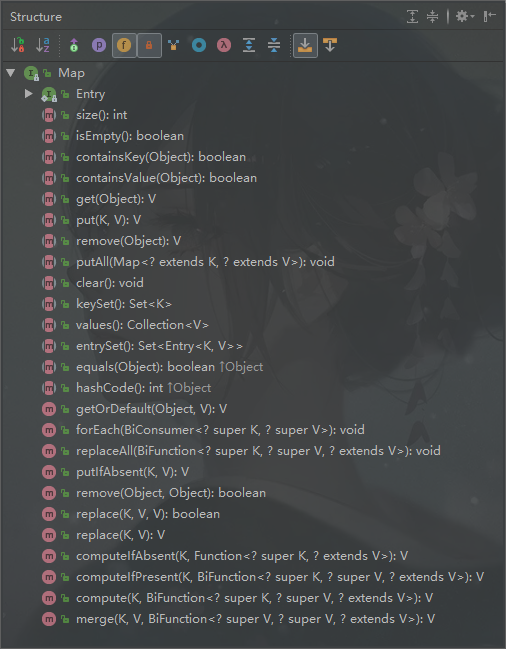 Structure
Map
Entry
size(): int
isEmpty(): boolean
containsKey(Object): boolean
containsValue(Object): boolean
get(Object): V
put(K, V): V
remove(Object): V
putAll(Map<? extends K, ? extends V>): void
clear(): void
keySet(): Set<K>
values(): Collection<V>
entrySet(): Set<Entry<K, V>>
equals(Object): boolean ↑Object
hashCode(): int ↑Object
getOrDefault(Object, V): V
forEach(BiConsumer<? super K, ? super V>): void
replaceAll(BiFunction<? super K, ? super V, ? extends V>): void
putIfAbsent(K, V): V
remove(Object, Object): boolean
replace(K, V, V): boolean
replace(K, V): V
computeIfAbsent(K, Function<? super K, ? extends V>): V
computeIfPresent(K, BiFunction<? super K, ? super V, ? extends V>): V
compute(K, BiFunction<? super K, ? super V, ? extends V>): V
merge(K, V, BiFunction<? super V, ? super V, ? extends V>): V